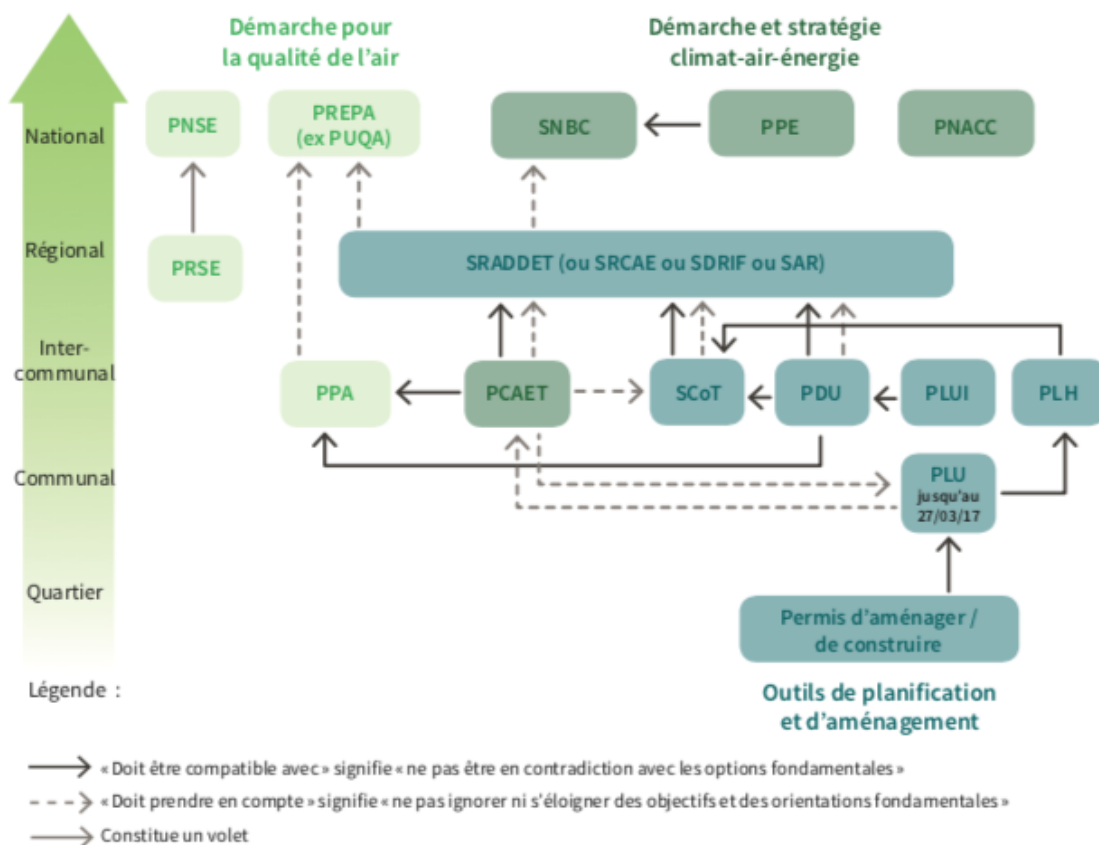 Démarche pour
la qualité de l'air
Démarche et stratégie
climat-air-énergie
National
PNSE
PREPA
(ex PUQA)
SNBC
PPE
PNACC
Régional
PRSE
SRADDET (ou SRCAE ou SDRIF ou SAR)
Inter-
communal
PPA
PCAET
SCoT
PDU
PLUI
PLH
Communal
PLU
jusqu'au
27/03/17
Quartier
Permis d'aménager /
de construire
Légende :
Outils de planification
et d'aménagement
« Doit être compatible avec » signifie « ne pas être en contradiction avec les options fondamentales »
« Doit prendre en compte » signifie « ne pas ignorer ni s'éloigner des objectifs et des orientations fondamentales »
Constitue un volet